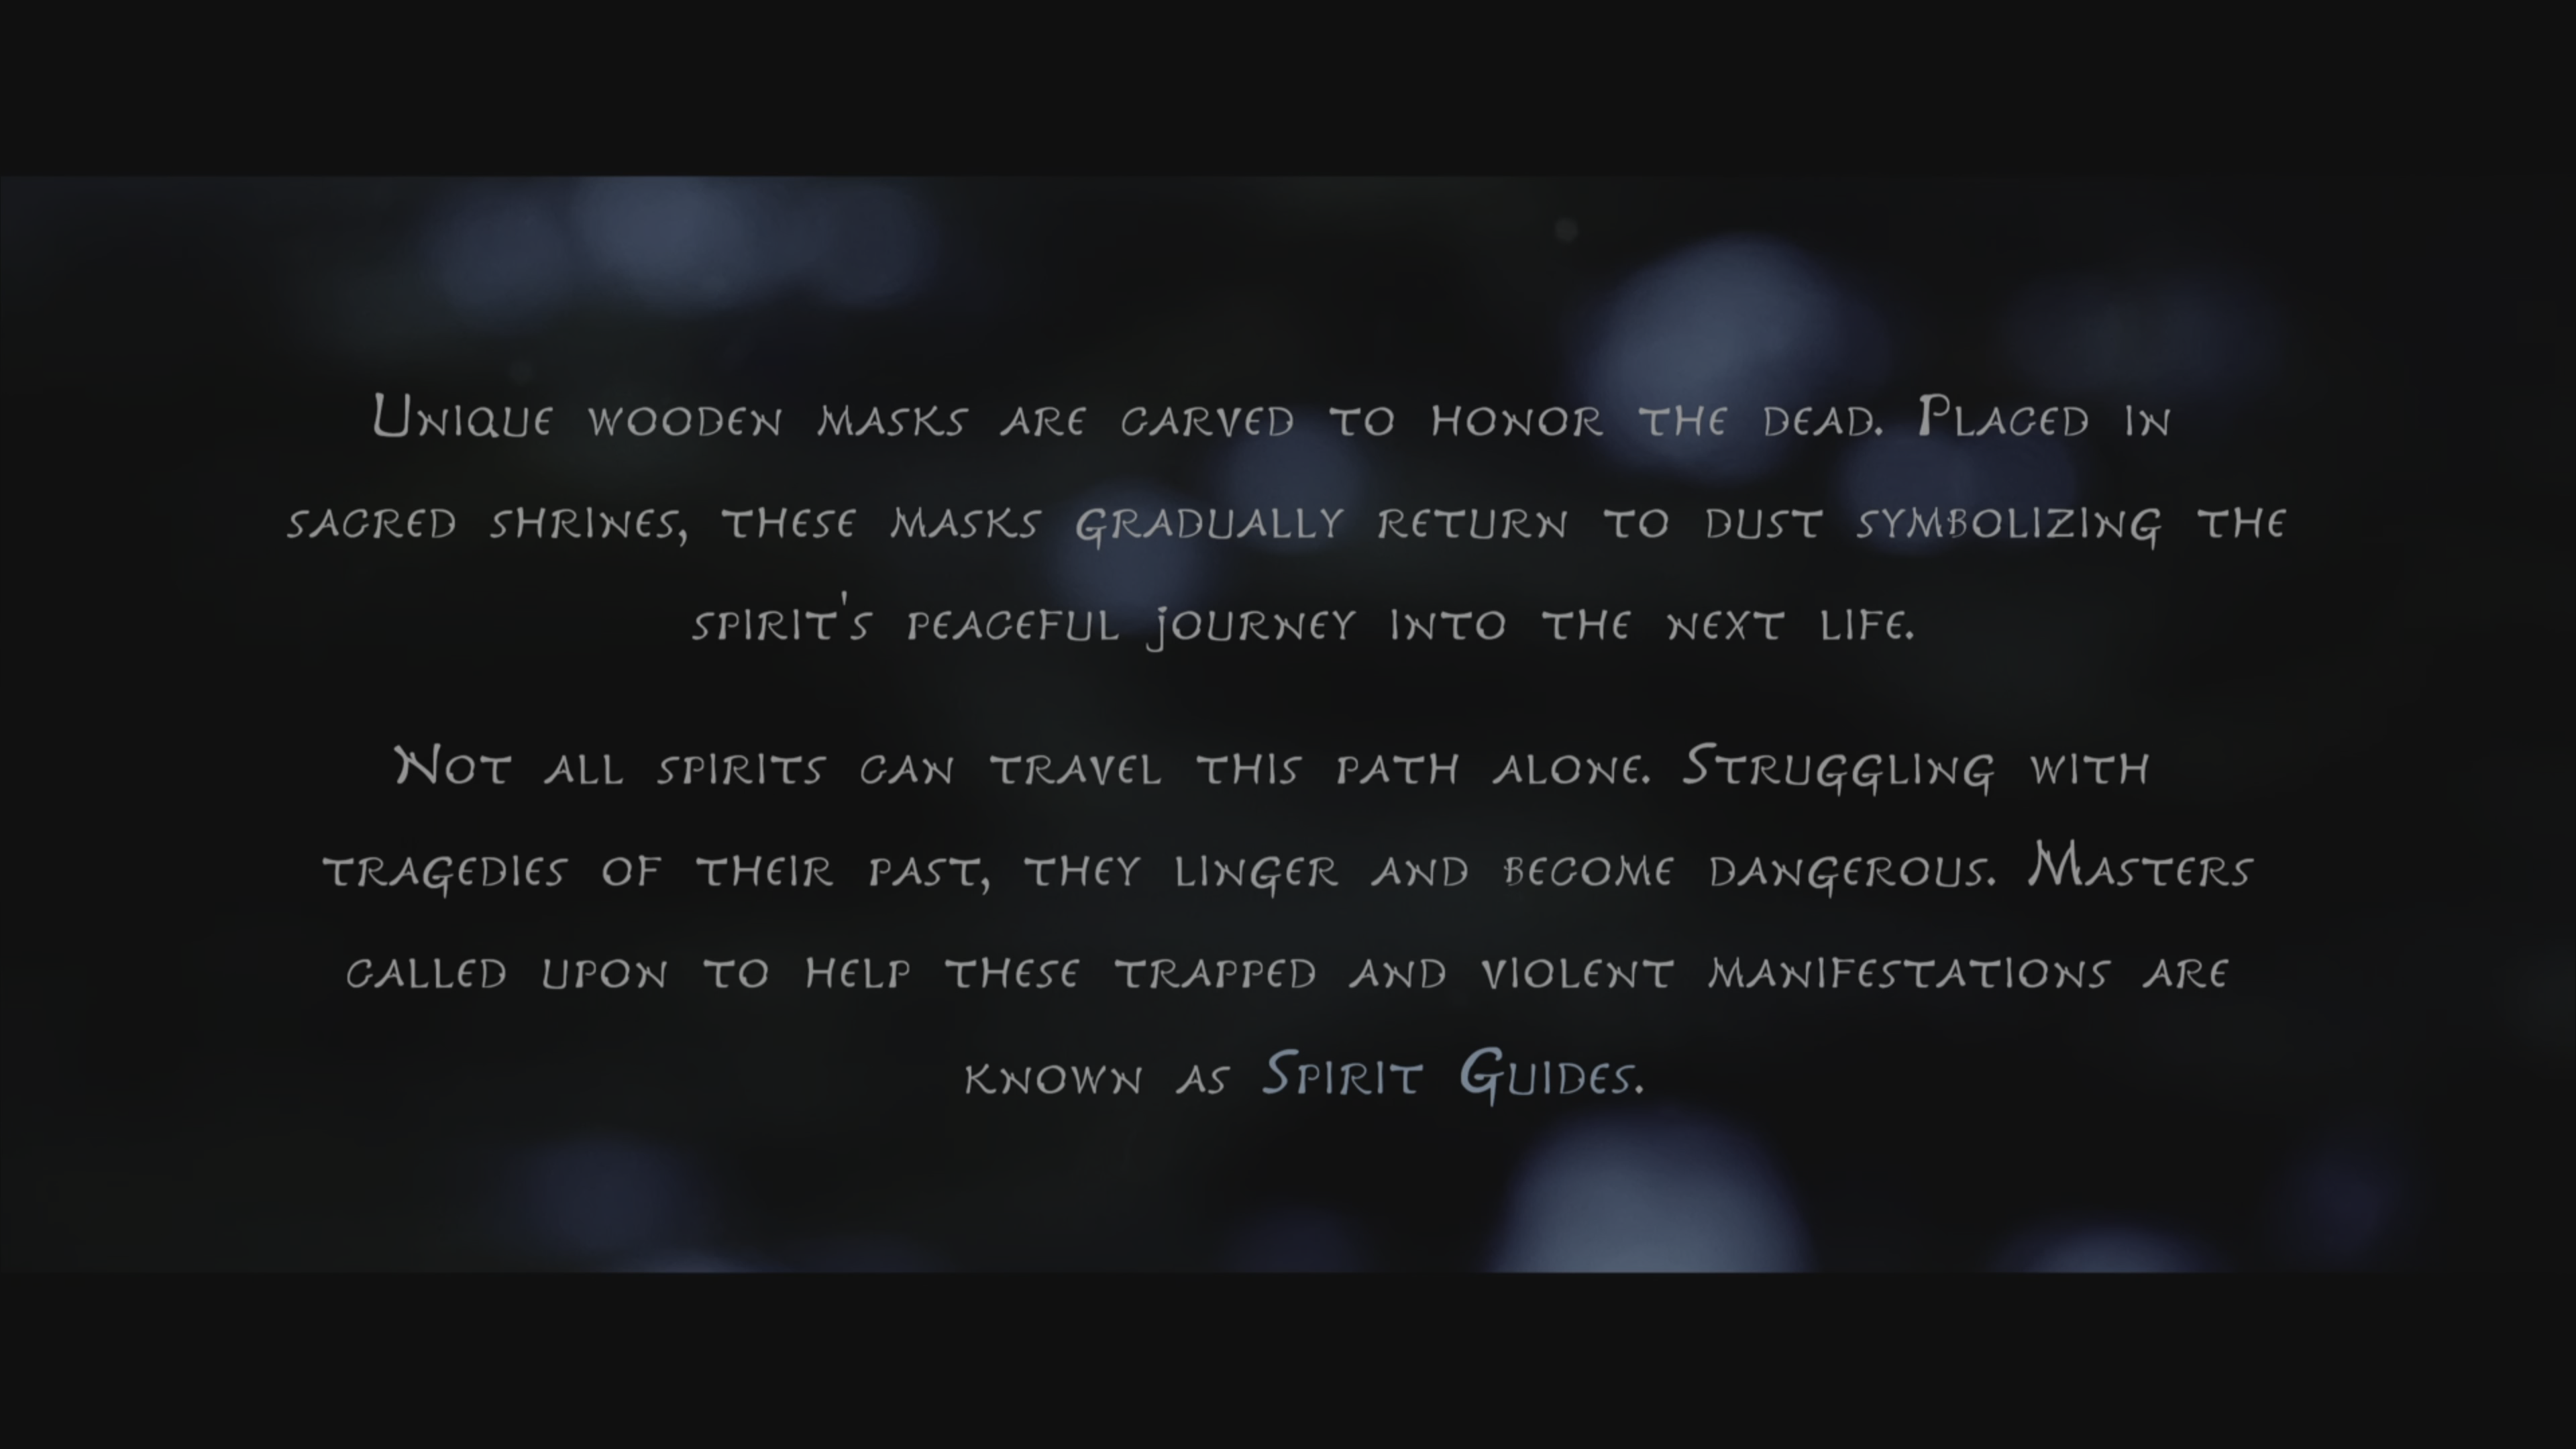 Unique wooden masks are carved to honor the dead. Placed in
sacred shrines, these masks gradually return to dust symbolizing the
spirit's peaceful journey into the next life.
Not all spirits can travel this path alone. Struggling with
tragedies of their past, they linger and become dangerous. Masters
called upon to help these trapped and violent manifestations are
known as Spirit Guides.